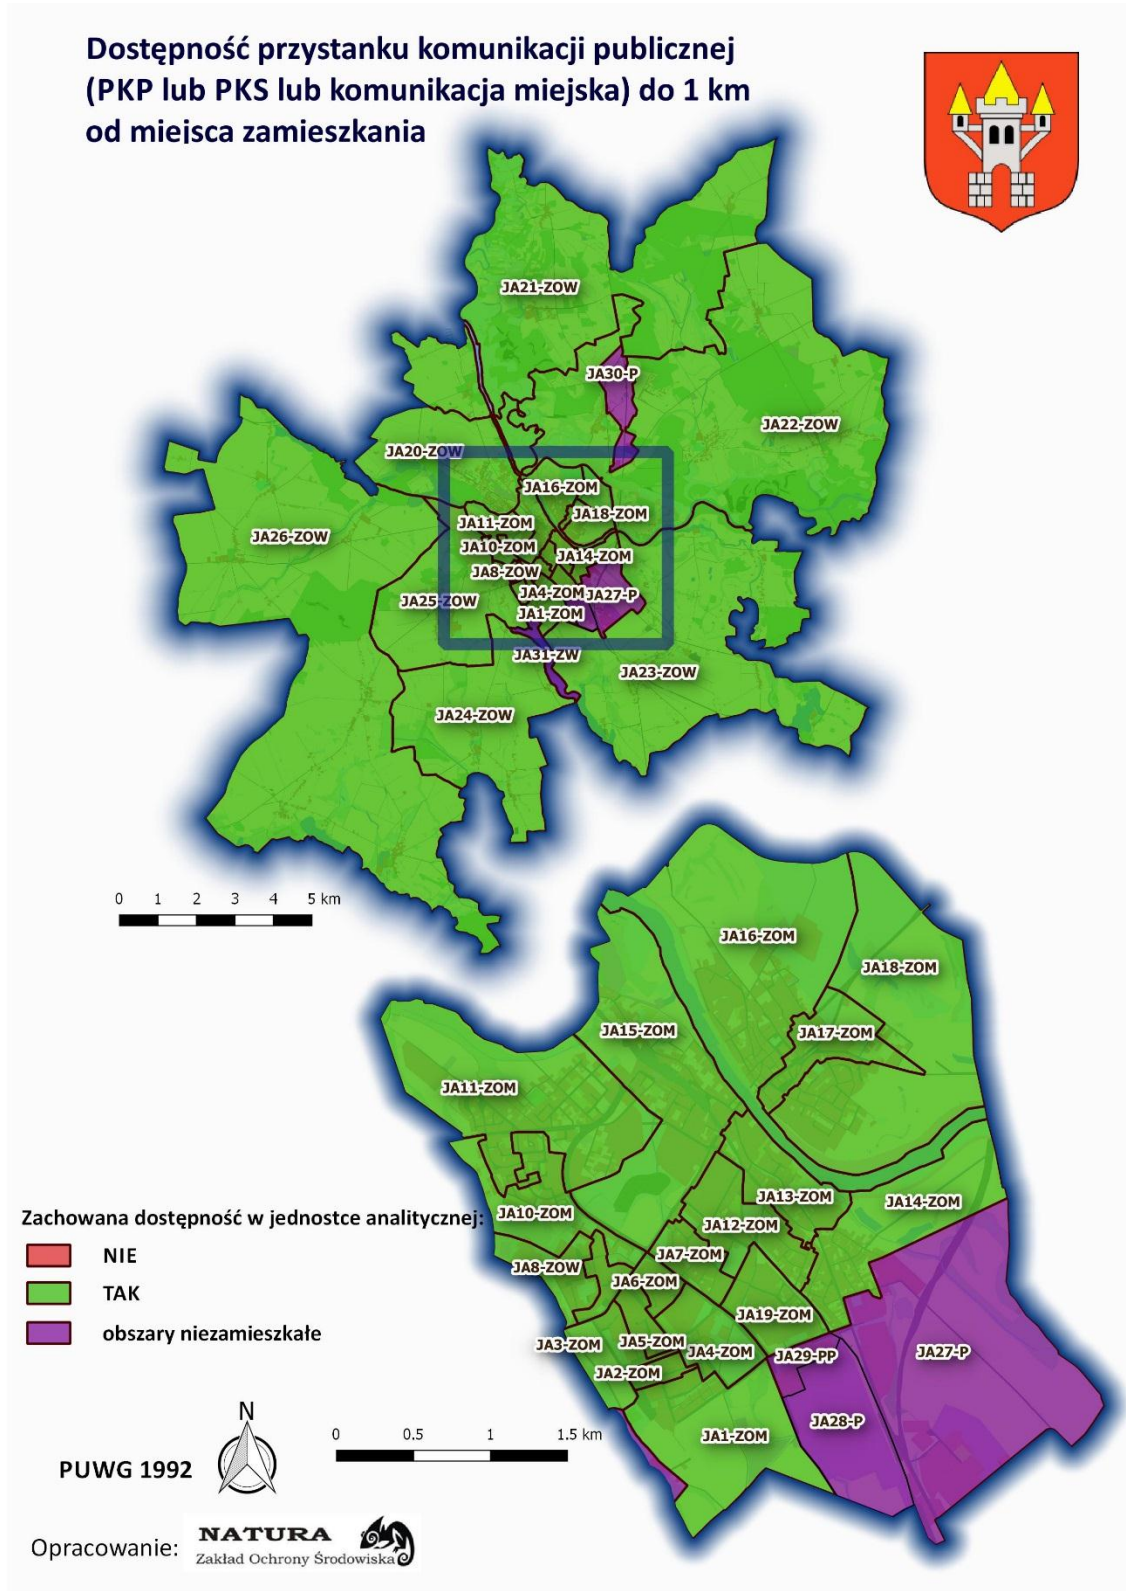 Dostępność przystanku komunikacji publicznej
(PKP lub PKS lub komunikacja miejska) do 1 km
od miejsca zamieszkania
JA21-ZOW
JA30-P
JA22-ZOW
JA20-ZOW
JA16-ZOM
JA18-ZOM
JA11-ZOM
JA26-ZOW
JA10-ZOM
JA14-ZOM
JA8-ZOW
JA4-ZOM
JA27-P
JA25-ZOW
JA1-ZOM
JA31-ZW
JA23-ZOW
JA24-ZOW
0 1 2 3 4 5 km
JA16-ZOM
JA18-ZOM
JA15-ZOM
JA17-ZOM
JA11-ZOM
JA13-ZOM
JA14-ZOM
JA10-ZOM
JA12-ZOM
JA7-ZOM
JA8-ZOW
JA6-ZOM
JA19-ZOM
JA3-ZOM
JA5-ZOM
JA4-ZOM
JA29-PP
JA27-P
JA2-ZOM
JA28-P
JA1-ZOM
Zachowana dostępność w jednostce analitycznej:
NIE
TAK
obszary niezamieszkałe
N
0 0.5 1 1.5 km
PUWG 1992
Opracowanie:
NATURA
Zakład Ochrony Środowiska